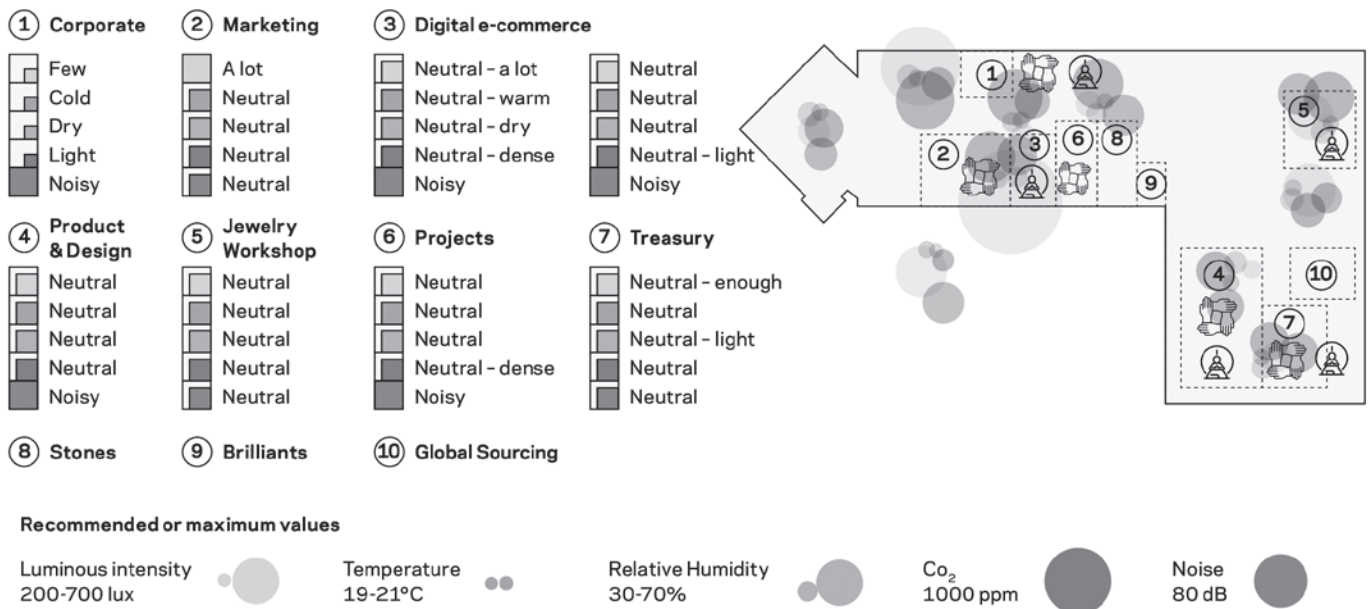 1 Corporate
Few
Cold
Dry
Light
Noisy
2 Marketing
A lot
Neutral
Neutral
Neutral
Neutral
3 Digital e-commerce
Neutral – a lot
Neutral – warm
Neutral – dry
Neutral – dense
Noisy
Neutral
Neutral
Neutral
Neutral – light
Noisy
4 Product
& Design
Neutral
Neutral
Neutral
Neutral
Noisy
5 Jewelry
Workshop
Neutral
Neutral
Neutral
Neutral
Neutral
6 Projects
Neutral
Neutral
Neutral
Neutral – dense
Noisy
7 Treasury
Neutral – enough
Neutral
Neutral – light
Neutral
Neutral
8 Stones
9 Brilliants
10 Global Sourcing
1
2
3
6
8
9
5
4
10
7
Recommended or maximum values
Luminous intensity
200-700 lux
Temperature
19-21°C
Relative Humidity
30-70%
Co₂
1000 ppm
Noise
80 dB